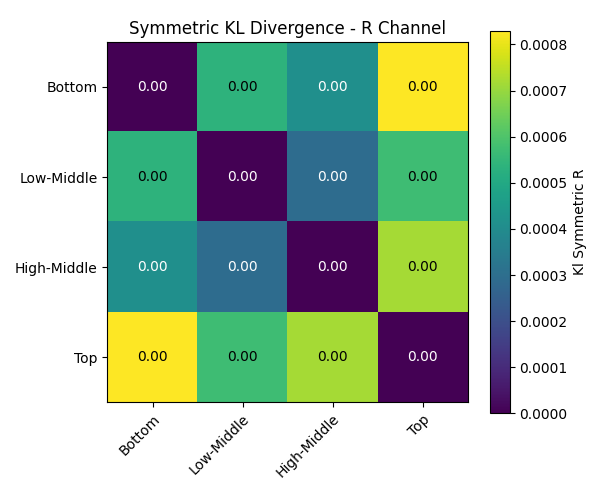 Symmetric KL Divergence - R Channel
Bottom 0.00 0.00 0.00 0.00
Low-Middle 0.00 0.00 0.00 0.00
High-Middle 0.00 0.00 0.00 0.00
Top 0.00 0.00 0.00 0.00
Bottom Low-Middle High-Middle Top
0.0008
0.0007
0.0006
0.0005
0.0004
0.0003
0.0002
0.0001
0.0000
Kl Symmetric R